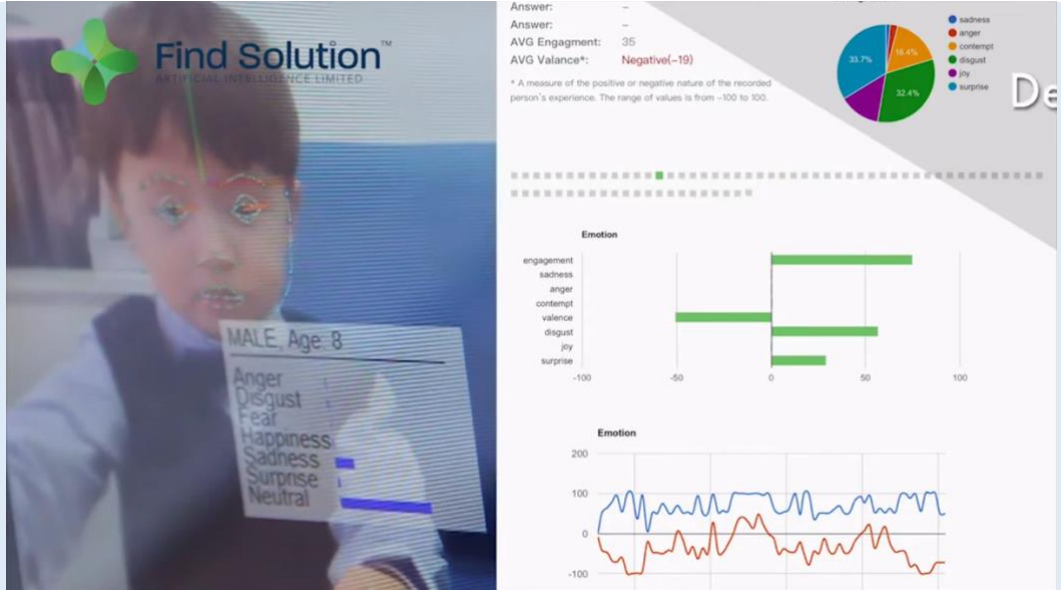 Find Solution™
ARTIFICIAL INTELLIGENCE LIMITED
MALE, Age: 8
Anger
Disgust
Fear
Happiness
Sadness
Surprise
Neutral
Answer: –
Answer: –
AVG Engagment: 35
AVG Valance*: Negative(-19)
* A measure of the positive or negative nature of the recorded
person's experience. The range of values is from -100 to 100.
33.7%
16.4%
32.4%
sadness
anger
contempt
disgust
joy
surprise
De
Emotion
engagement
sadness
anger
contempt
valence
disgust
joy
surprise
-100 -50 0 50 100
Emotion
200
100
0
-100